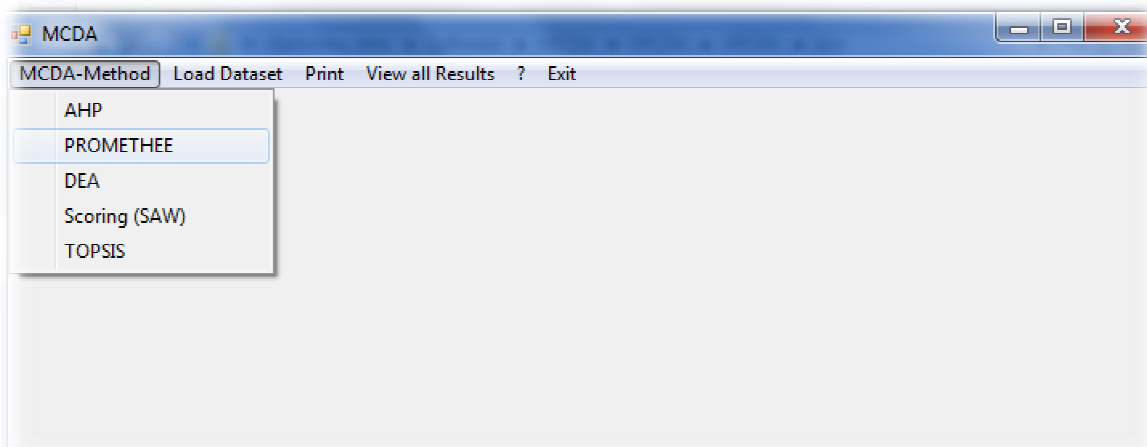 MCDA
MCDA-Method Load Dataset Print View all Results ? Exit
AHP
PROMETHEE
DEA
Scoring (SAW)
TOPSIS